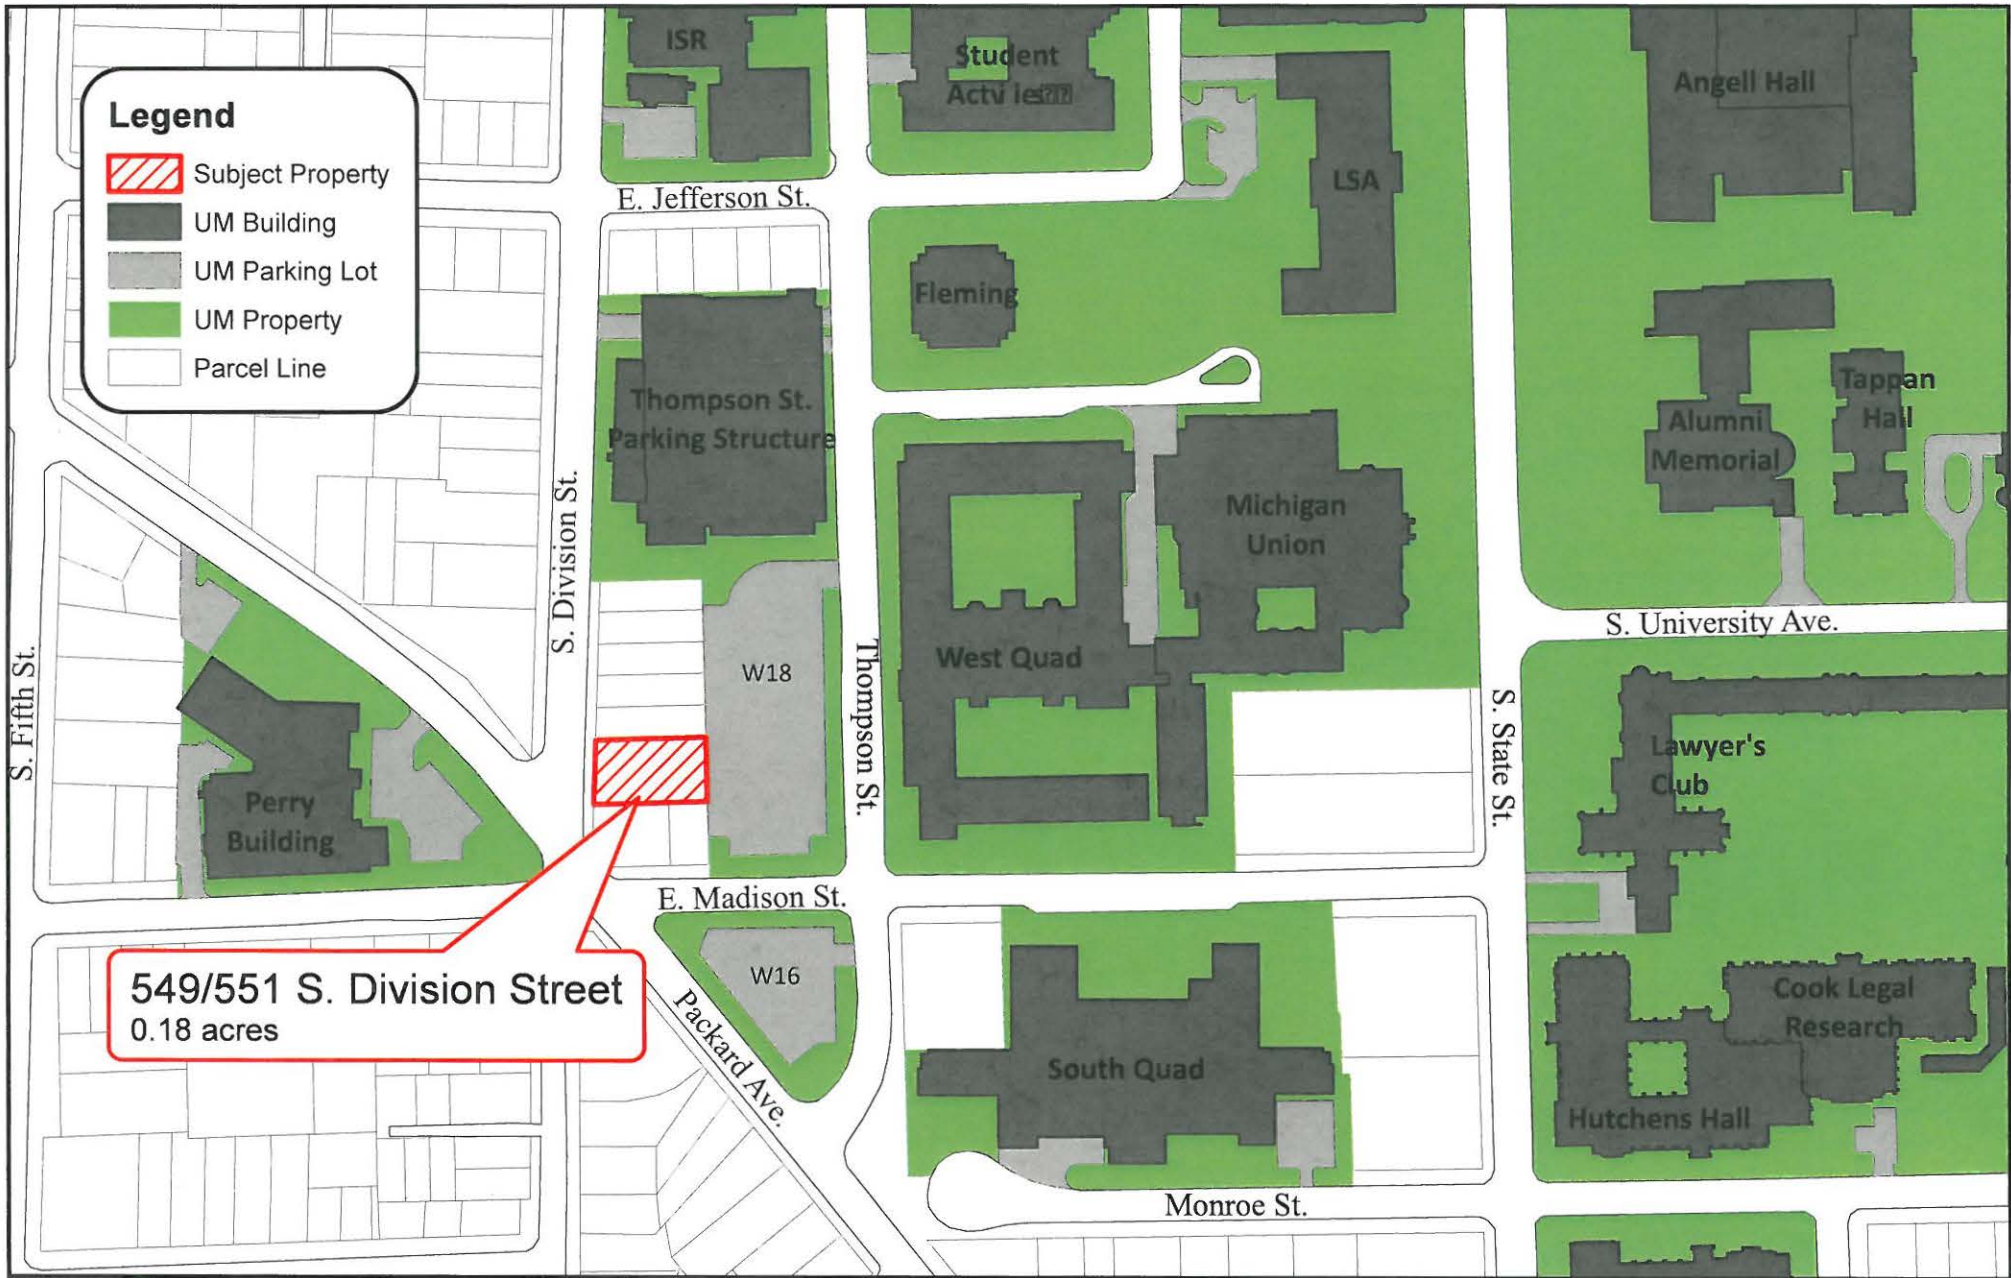 ISR
Student
Actv ies
Angell Hall
Legend
Subject Property
UM Building
UM Parking Lot
UM Property
Parcel Line
E. Jefferson St.
LSA
Fleming
Thompson St.
Parking Structure
Tappan
Hall
Alumni
Memorial
Michigan
Union
S. Division St.
S. University Ave.
S. Fifth St.
W18
Thompson St.
West Quad
S. State St.
Lawyer's
Club
Perry
Building
E. Madison St.
549/551 S. Division Street
0.18 acres
W16
Packard Ave.
South Quad
Cook Legal
Research
Hutchens Hall
Monroe St.